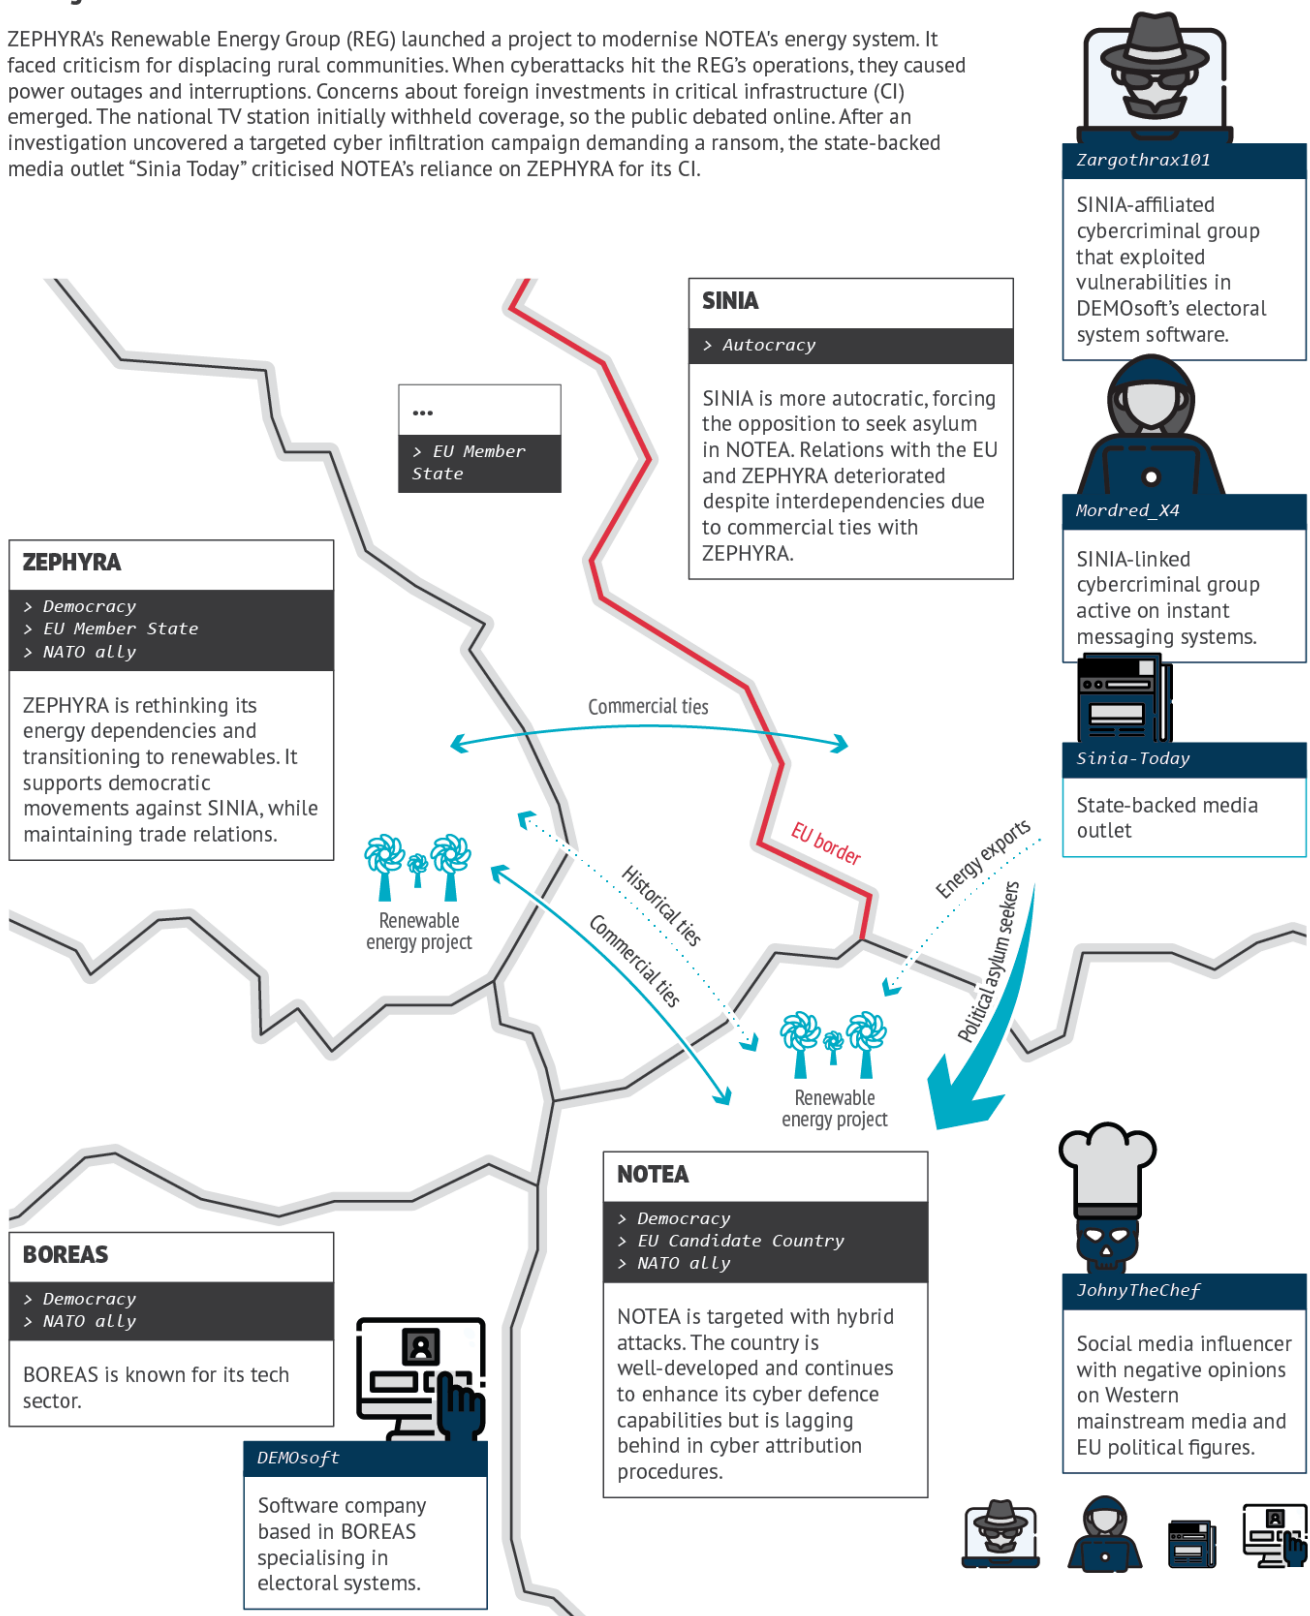 ZEPHYRA's Renewable Energy Group (REG) launched a project to modernise NOTEA's energy system. It
faced criticism for displacing rural communities. When cyberattacks hit the REG's operations, they caused
power outages and interruptions. Concerns about foreign investments in critical infrastructure (CI)
emerged. The national TV station initially withheld coverage, so the public debated online. After an
investigation uncovered a targeted cyber infiltration campaign demanding a ransom, the state-backed
media outlet “Sinia Today” criticised NOTEA’s reliance on ZEPHYRA for its CI.
Zargothrax101
SINIA-affiliated
cybercriminal group
that exploited
vulnerabilities in
DEMOsoft’s electoral
system software.
SINIA
> Autocracy
SINIA is more autocratic, forcing
the opposition to seek asylum
in NOTEA. Relations with the EU
and ZEPHYRA deteriorated
despite interdependencies due
to commercial ties with
ZEPHYRA.
...
> EU Member
State
Mordred_X4
SINIA-linked
cybercriminal group
active on instant
messaging systems.
ZEPHYRA
> Democracy
> EU Member State
> NATO ally
ZEPHYRA is rethinking its
energy dependencies and
transitioning to renewables. It
supports democratic
movements against SINIA, while
maintaining trade relations.
Commercial ties
Sinia-Today
State-backed media
outlet
EU border
Energy exports
Political asylum seekers
Historical ties
Commercial ties
Renewable
energy project
Renewable
energy project
NOTEA
> Democracy
> EU Candidate Country
> NATO ally
NOTEA is targeted with hybrid
attacks. The country is
well-developed and continues
to enhance its cyber defence
capabilities but is lagging
behind in cyber attribution
procedures.
BOREAS
> Democracy
> NATO ally
BOREAS is known for its tech
sector.
DEMOsoft
Software company
based in BOREAS
specialising in
electoral systems.
JohnyTheChef
Social media influencer
with negative opinions
on Western
mainstream media and
EU political figures.